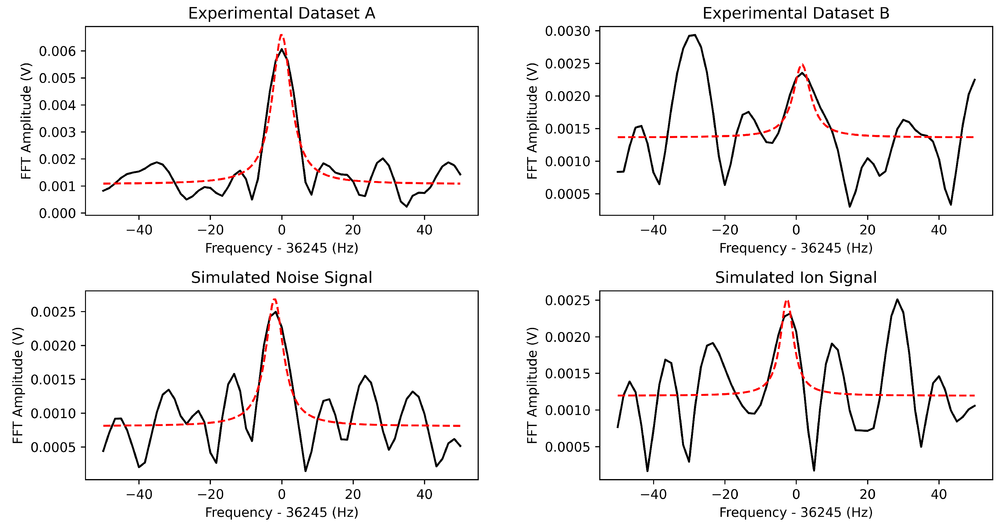 Experimental Dataset A
0.006
0.005
0.004
0.003
0.002
0.001
0.000
FFT Amplitude (V)
−40 −20 0 20 40
Frequency - 36245 (Hz)
Experimental Dataset B
0.0030
0.0025
0.0020
0.0015
0.0010
0.0005
FFT Amplitude (V)
−40 −20 0 20 40
Frequency - 36245 (Hz)
Simulated Noise Signal
0.0025
0.0020
0.0015
0.0010
0.0005
FFT Amplitude (V)
−40 −20 0 20 40
Frequency - 36245 (Hz)
Simulated Ion Signal
0.0025
0.0020
0.0015
0.0010
0.0005
FFT Amplitude (V)
−40 −20 0 20 40
Frequency - 36245 (Hz)